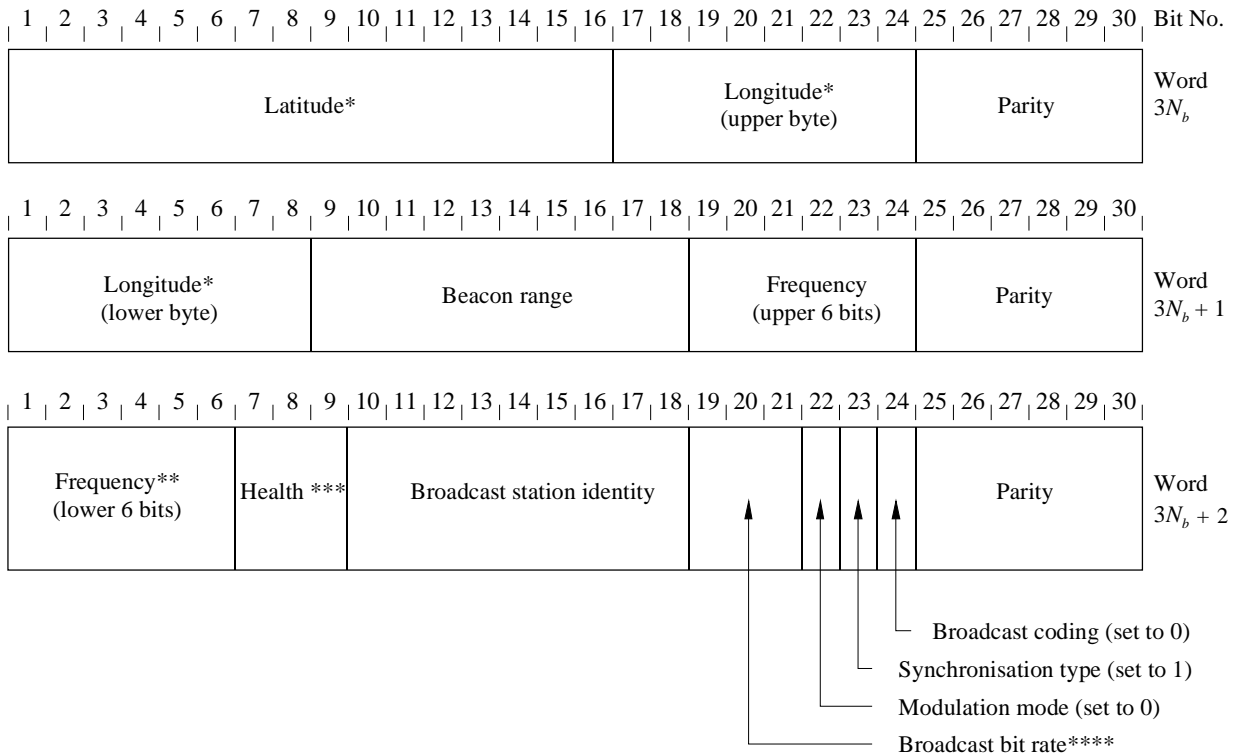 1 2 3 4 5 6 7 8 9 10 11 12 13 14 15 16 17 18 19 20 21 22 23 24 25 26 27 28 29 30 Bit No.
Latitude*
Longitude*
(upper byte)
Parity
Word
3N_b
1 2 3 4 5 6 7 8 9 10 11 12 13 14 15 16 17 18 19 20 21 22 23 24 25 26 27 28 29 30
Longitude*
(lower byte)
Beacon range
Frequency
(upper 6 bits)
Parity
Word
3N_b + 1
1 2 3 4 5 6 7 8 9 10 11 12 13 14 15 16 17 18 19 20 21 22 23 24 25 26 27 28 29 30
Frequency**
(lower 6 bits)
Health ***
Broadcast station identity
Parity
Word
3N_b + 2
Broadcast coding (set to 0)
Synchronisation type (set to 1)
Modulation mode (set to 0)
Broadcast bit rate****